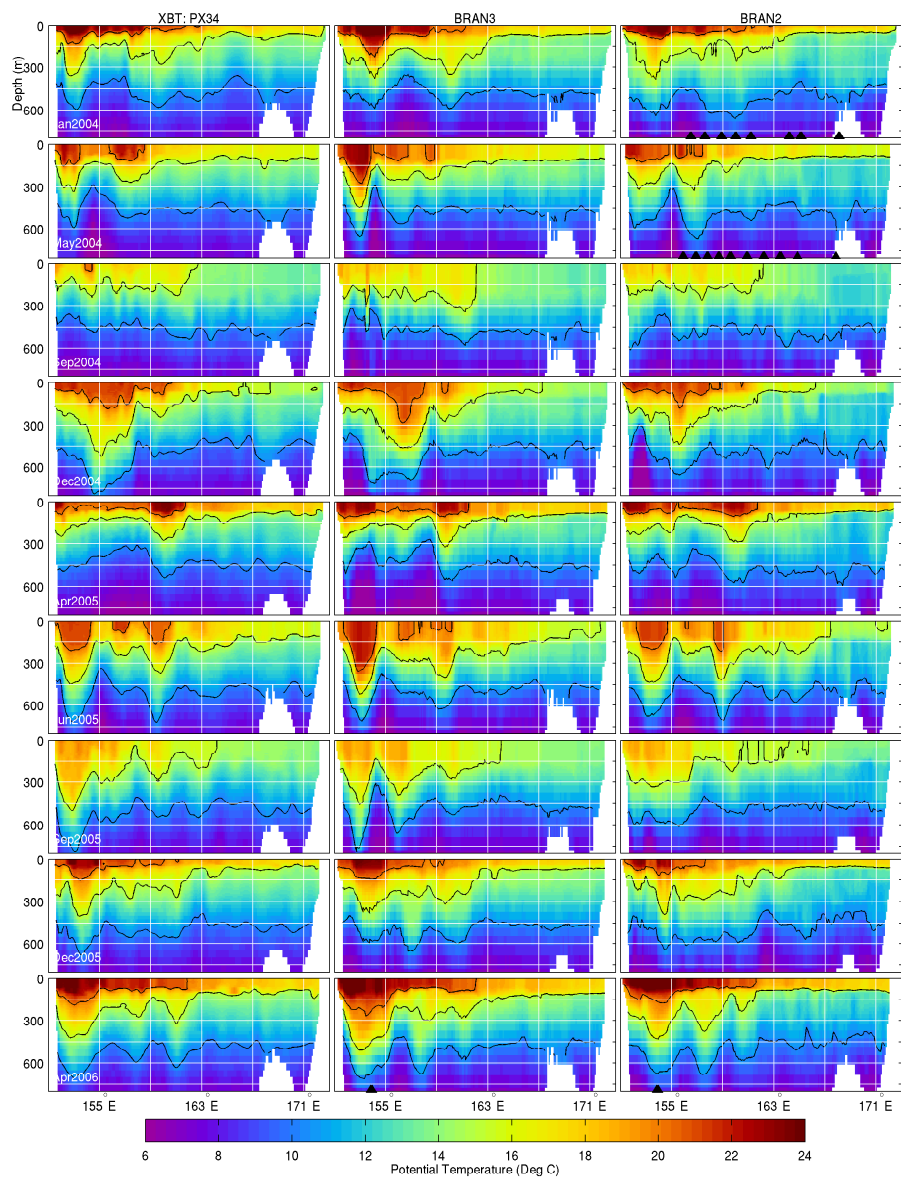 XBT: PX34 BRAN3 BRAN2
Depth (m)
0
300
600
Jan2004
0
300
600
May2004
0
300
600
Sep2004
0
300
600
Dec2004
0
300
600
Apr2005
0
300
600
Jun2005
0
300
600
Sep2005
0
300
600
Dec2005
0
300
600
Apr2006
155°E 163°E 171°E 155°E 163°E 171°E 155°E 163°E 171°E
6 8 10 12 14 16 18 20 22 24
Potential Temperature (Deg C)